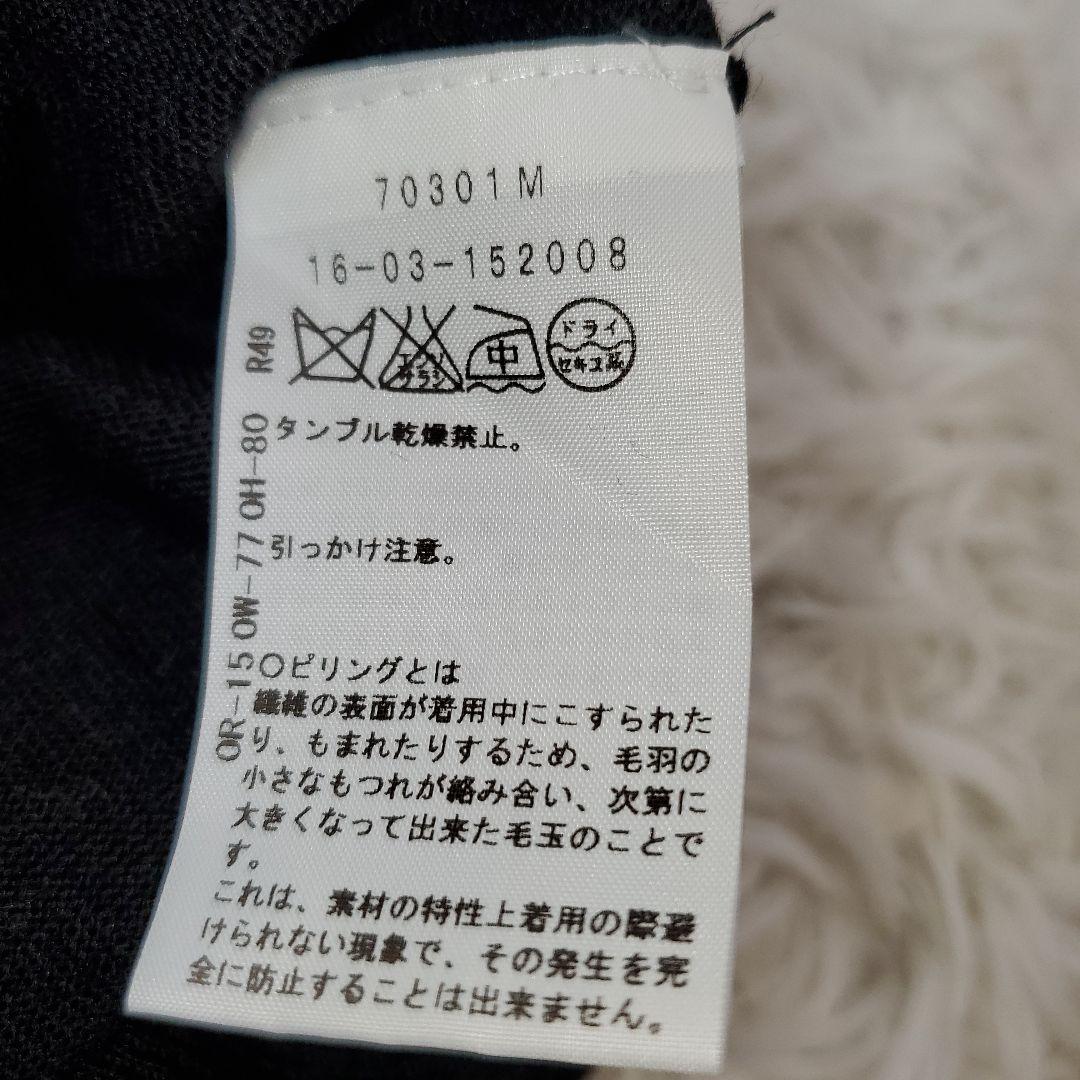 70301M
16-03-152008
エンソ
サラシ
中
ドライ
セキユ系
タンブル乾燥禁止。
引っかけ注意。
〇ピリングとは
繊維の表面が着用中にこすられた
り、もまれたりするため、毛羽の
小さなもつれが絡み合い、次第に
大きくなって出来た毛玉のことで
す。
これは、素材の特性上着用の際避
けられない現象で、その発生を完
全に防止することは出来ません。
OR-15 OW-77 OH-80 R49